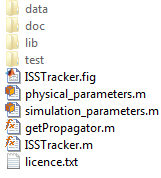 data
doc
lib
test
ISSTracker.fig
physical_parameters.m
simulation_parameters.m
getPropagator.m
ISSTracker.m
licence.txt